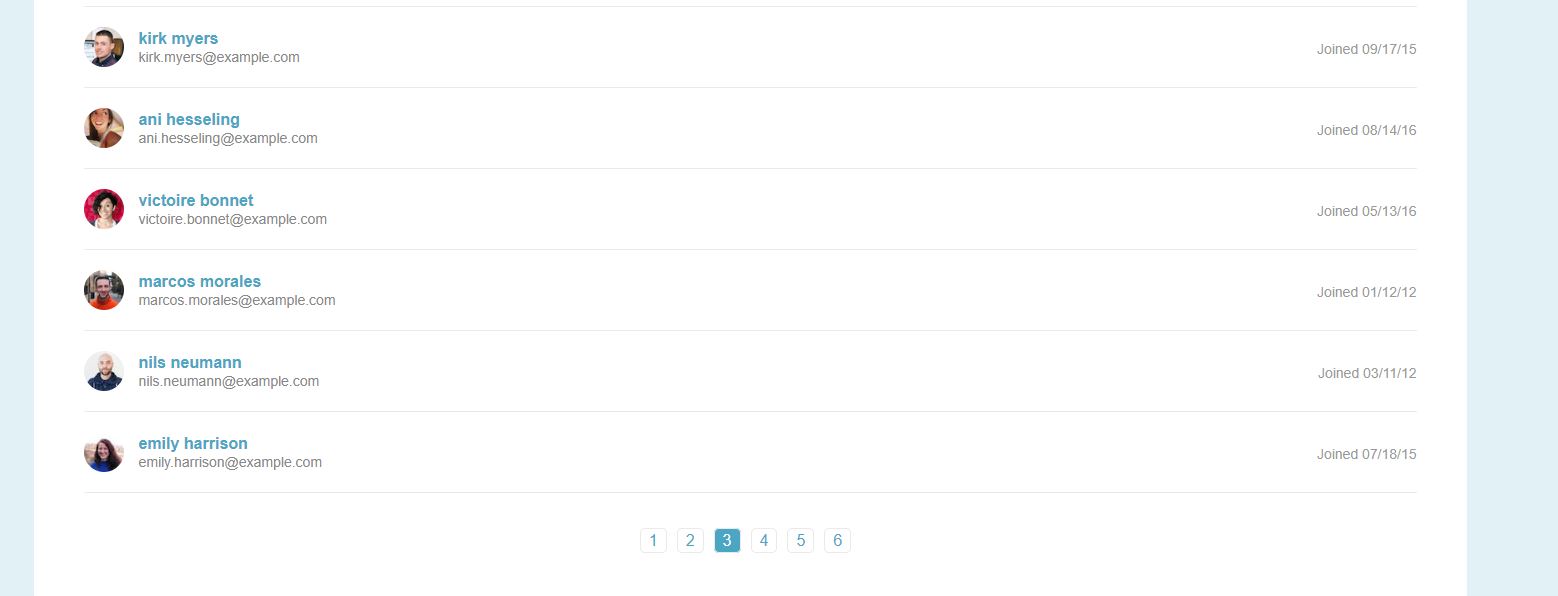 kirk myers
kirk.myers@example.com
Joined 09/17/15
ani hesseling
ani.hesseling@example.com
Joined 08/14/16
victoire bonnet
victoire.bonnet@example.com
Joined 05/13/16
marcos morales
marcos.morales@example.com
Joined 01/12/12
nils neumann
nils.neumann@example.com
Joined 03/11/12
emily harrison
emily.harrison@example.com
Joined 07/18/15
1 2 3 4 5 6